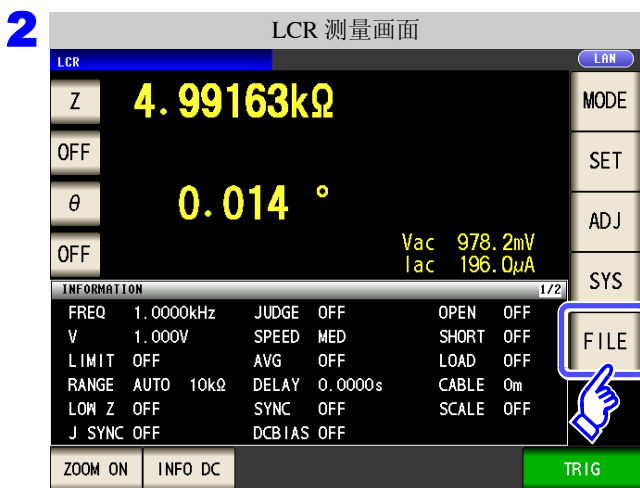 2
LCR 测量画面
LCR
LAN
Z
4.99163kΩ
MODE
OFF
SET
θ
0.014 °
ADJ
OFF
Vac 978.2mV
Iac 196.0μA
SYS
INFORMATION 1/2
FREQ 1.0000kHz JUDGE OFF OPEN OFF
V 1.000V SPEED MED SHORT OFF
FILE
LIMIT OFF AVG OFF LOAD OFF
RANGE AUTO 10kΩ DELAY 0.0000s CABLE 0m
LOW Z OFF SYNC OFF SCALE OFF
J SYNC OFF DCBIAS OFF
ZOOM ON INFO DC TRIG